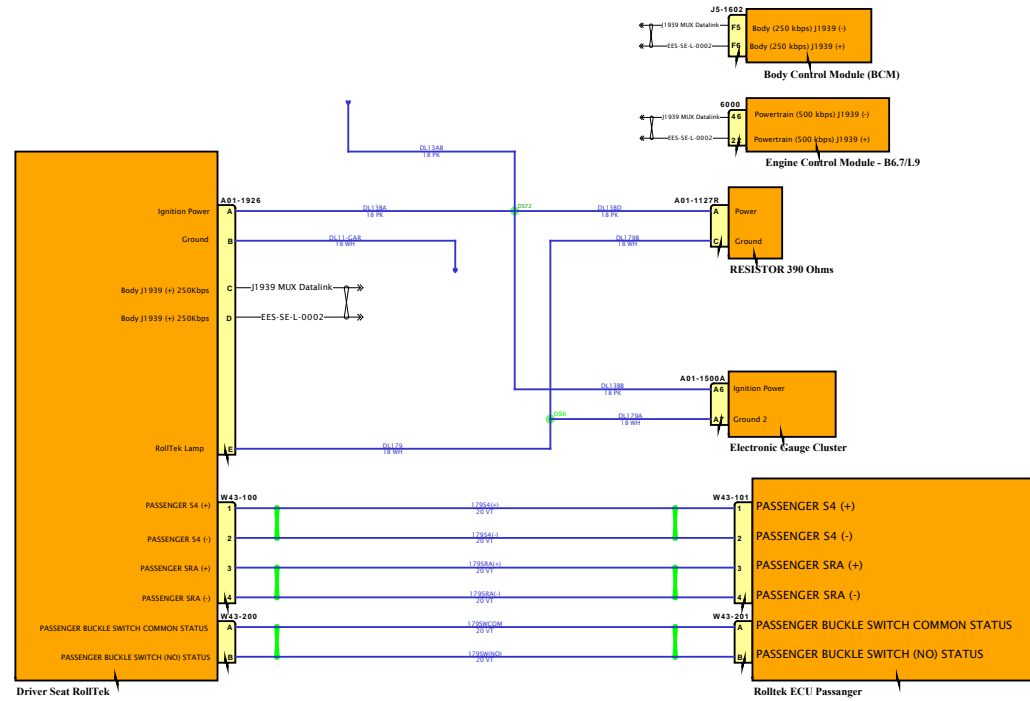 J5-1602
J1939 MUX Datalink
F5
Body (250 kbps) J1939 (-)
EES-SE-L-0002
F6
Body (250 kbps) J1939 (+)
Body Control Module (BCM)
6000
J1939 MUX Datalink
46
Powertrain (500 kbps) J1939 (-)
EES-SE-L-0002
Powertrain (500 kbps) J1939 (+)
Engine Control Module - B6.7/L9
DL13AB
18 PK
A01-1926
A01-1127R
Ignition Power
A
DL138A
18 PK
DS72
DL138D
18 PK
A
Power
Ground
B
DL11-GAR
18 WH
DL179B
18 WH
C
Ground
RESISTOR 390 Ohms
Body J1939 (+) 250Kbps
C
J1939 MUX Datalink
Body J1939 (+) 250Kbps
D
EES-SE-L-0002
A01-1500A
DL138B
18 PK
A6
Ignition Power
DL179A
18 WH
Ground 2
Electronic Gauge Cluster
RollTek Lamp
E
DL179
18 WH
W43-100
W43-101
PASSENGER S4 (+)
1
179S4(+)
20 VT
1
PASSENGER S4 (+)
PASSENGER S4 (-)
2
179S4(-)
20 VT
2
PASSENGER S4 (-)
PASSENGER SRA (+)
3
179SRA(+)
20 VT
3
PASSENGER SRA (+)
PASSENGER SRA (-)
4
179SRA(-)
20 VT
4
PASSENGER SRA (-)
W43-200
W43-201
PASSENGER BUCKLE SWITCH COMMON STATUS
A
179SWCOM
20 VT
A
PASSENGER BUCKLE SWITCH COMMON STATUS
PASSENGER BUCKLE SWITCH (NO) STATUS
B
179SW(NO)
20 VT
B
PASSENGER BUCKLE SWITCH (NO) STATUS
Driver Seat RollTek
Rolltek ECU Passanger